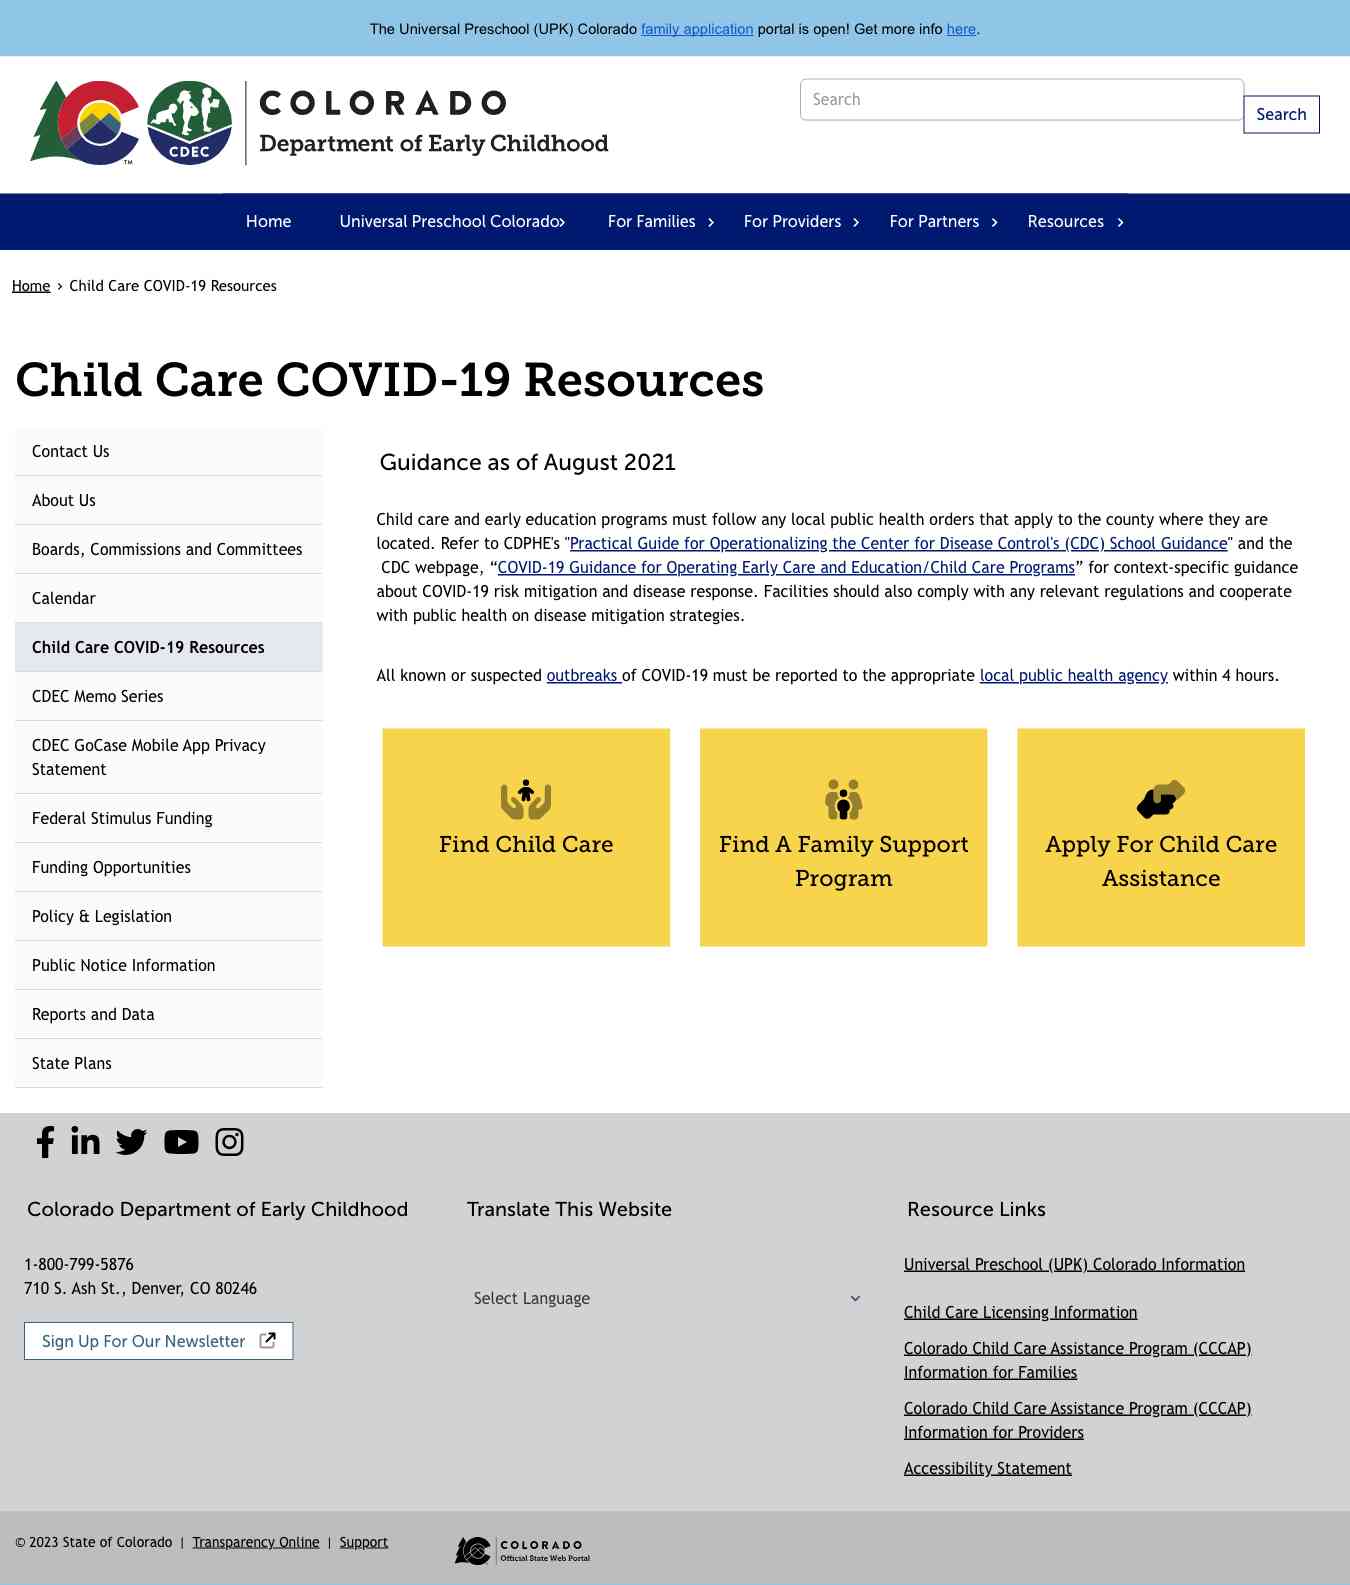 The Universal Preschool (UPK) Colorado family application portal is open! Get more info here.
CDEC
TM
COLORADO
Department of Early Childhood
Search
Search
Home
Universal Preschool Colorado
For Families
For Providers
For Partners
Resources
Home › Child Care COVID-19 Resources
Child Care COVID-19 Resources
Contact Us
About Us
Boards, Commissions and Committees
Calendar
Child Care COVID-19 Resources
CDEC Memo Series
CDEC GoCase Mobile App Privacy
Statement
Federal Stimulus Funding
Funding Opportunities
Policy & Legislation
Public Notice Information
Reports and Data
State Plans
Guidance as of August 2021
Child care and early education programs must follow any local public health orders that apply to the county where they are
located. Refer to CDPHE's "Practical Guide for Operationalizing the Center for Disease Control's (CDC) School Guidance" and the
CDC webpage, “COVID-19 Guidance for Operating Early Care and Education/Child Care Programs” for context-specific guidance
about COVID-19 risk mitigation and disease response. Facilities should also comply with any relevant regulations and cooperate
with public health on disease mitigation strategies.
All known or suspected outbreaks of COVID-19 must be reported to the appropriate local public health agency within 4 hours.
Find Child Care
Find A Family Support
Program
Apply For Child Care
Assistance
Colorado Department of Early Childhood
1-800-799-5876
710 S. Ash St., Denver, CO 80246
Sign Up For Our Newsletter
Translate This Website
Select Language
Resource Links
Universal Preschool (UPK) Colorado Information
Child Care Licensing Information
Colorado Child Care Assistance Program (CCCAP)
Information for Families
Colorado Child Care Assistance Program (CCCAP)
Information for Providers
Accessibility Statement
© 2023 State of Colorado | Transparency Online | Support
COLORADO
Official State Web Portal